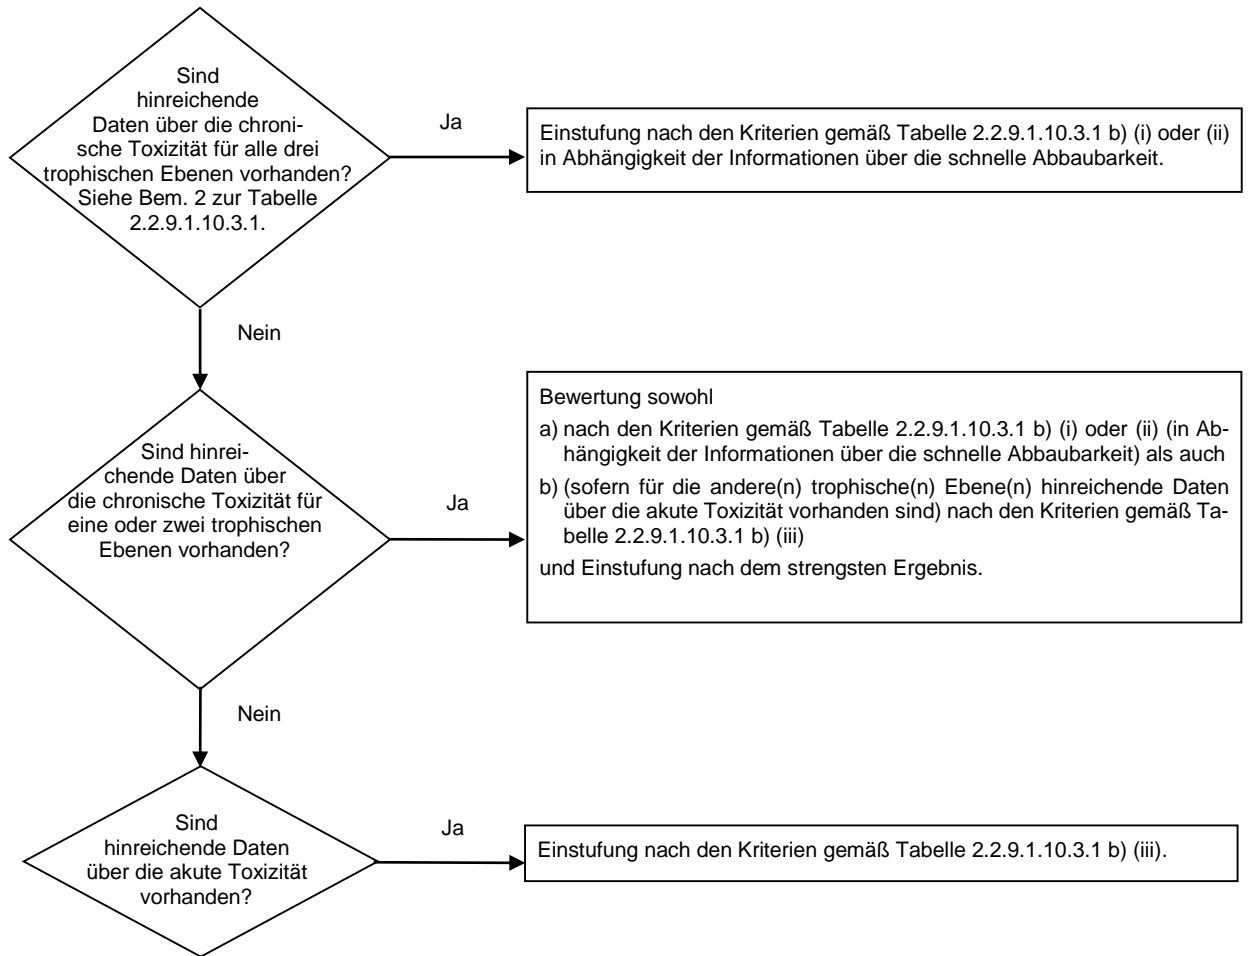 Sind
hinreichende
Daten über die chroni-
sche Toxizität für alle drei
trophischen Ebenen vorhanden?
Siehe Bem. 2 zur Tabelle
2.2.9.1.10.3.1.
Ja
Einstufung nach den Kriterien gemäß Tabelle 2.2.9.1.10.3.1 b) (i) oder (ii)
in Abhängigkeit der Informationen über die schnelle Abbaubarkeit.
Nein
Sind hinrei-
chende Daten über
die chronische Toxizität für
eine oder zwei trophischen
Ebenen vorhanden?
Ja
Bewertung sowohl
a) nach den Kriterien gemäß Tabelle 2.2.9.1.10.3.1 b) (i) oder (ii) (in Ab-
hängigkeit der Informationen über die schnelle Abbaubarkeit) als auch
b) (sofern für die andere(n) trophische(n) Ebene(n) hinreichende Daten
über die akute Toxizität vorhanden sind) nach den Kriterien gemäß Ta-
belle 2.2.9.1.10.3.1 b) (iii)
und Einstufung nach dem strengsten Ergebnis.
Nein
Sind
hinreichende Daten
über die akute Toxizität
vorhanden?
Ja
Einstufung nach den Kriterien gemäß Tabelle 2.2.9.1.10.3.1 b) (iii).